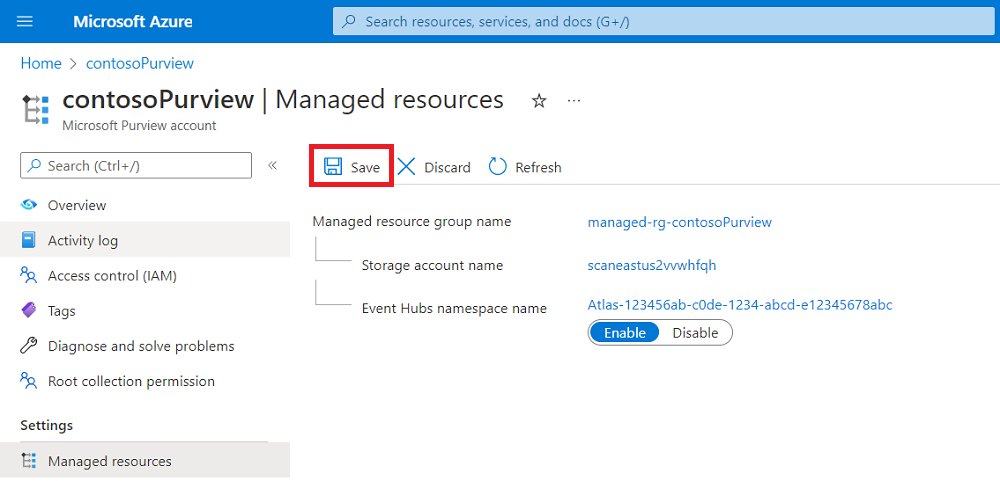 Microsoft Azure
Search resources, services, and docs (G+/)
Home > contosoPurview
contosoPurview | Managed resources
Microsoft Purview account
Search (Ctrl+/)
Overview
Activity log
Access control (IAM)
Tags
Diagnose and solve problems
Root collection permission
Settings
Managed resources
Save Discard Refresh
Managed resource group name managed-rg-contosoPurview
Storage account name scaneastus2vvwhfqh
Event Hubs namespace name Atlas-123456ab-c0de-1234-abcd-e12345678abc
Enable Disable